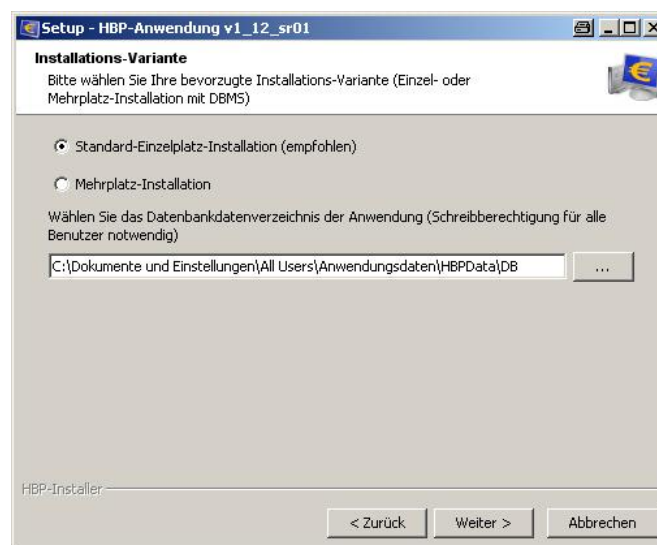 Setup - HBP-Anwendung v1_12_sr01
Installations-Variante
Bitte wählen Sie Ihre bevorzugte Installations-Variante (Einzel- oder
Mehrplatz-Installation mit DBMS)
€
Standard-Einzelplatz-Installation (empfohlen)
Mehrplatz-Installation
Wählen Sie das Datenbankdatenverzeichnis der Anwendung (Schreibberechtigung für alle
Benutzer notwendig)
C:\Dokumente und Einstellungen\All Users\Anwendungsdaten\HBPData\DB
...
HBP-Installer
< Zurück
Weiter >
Abbrechen